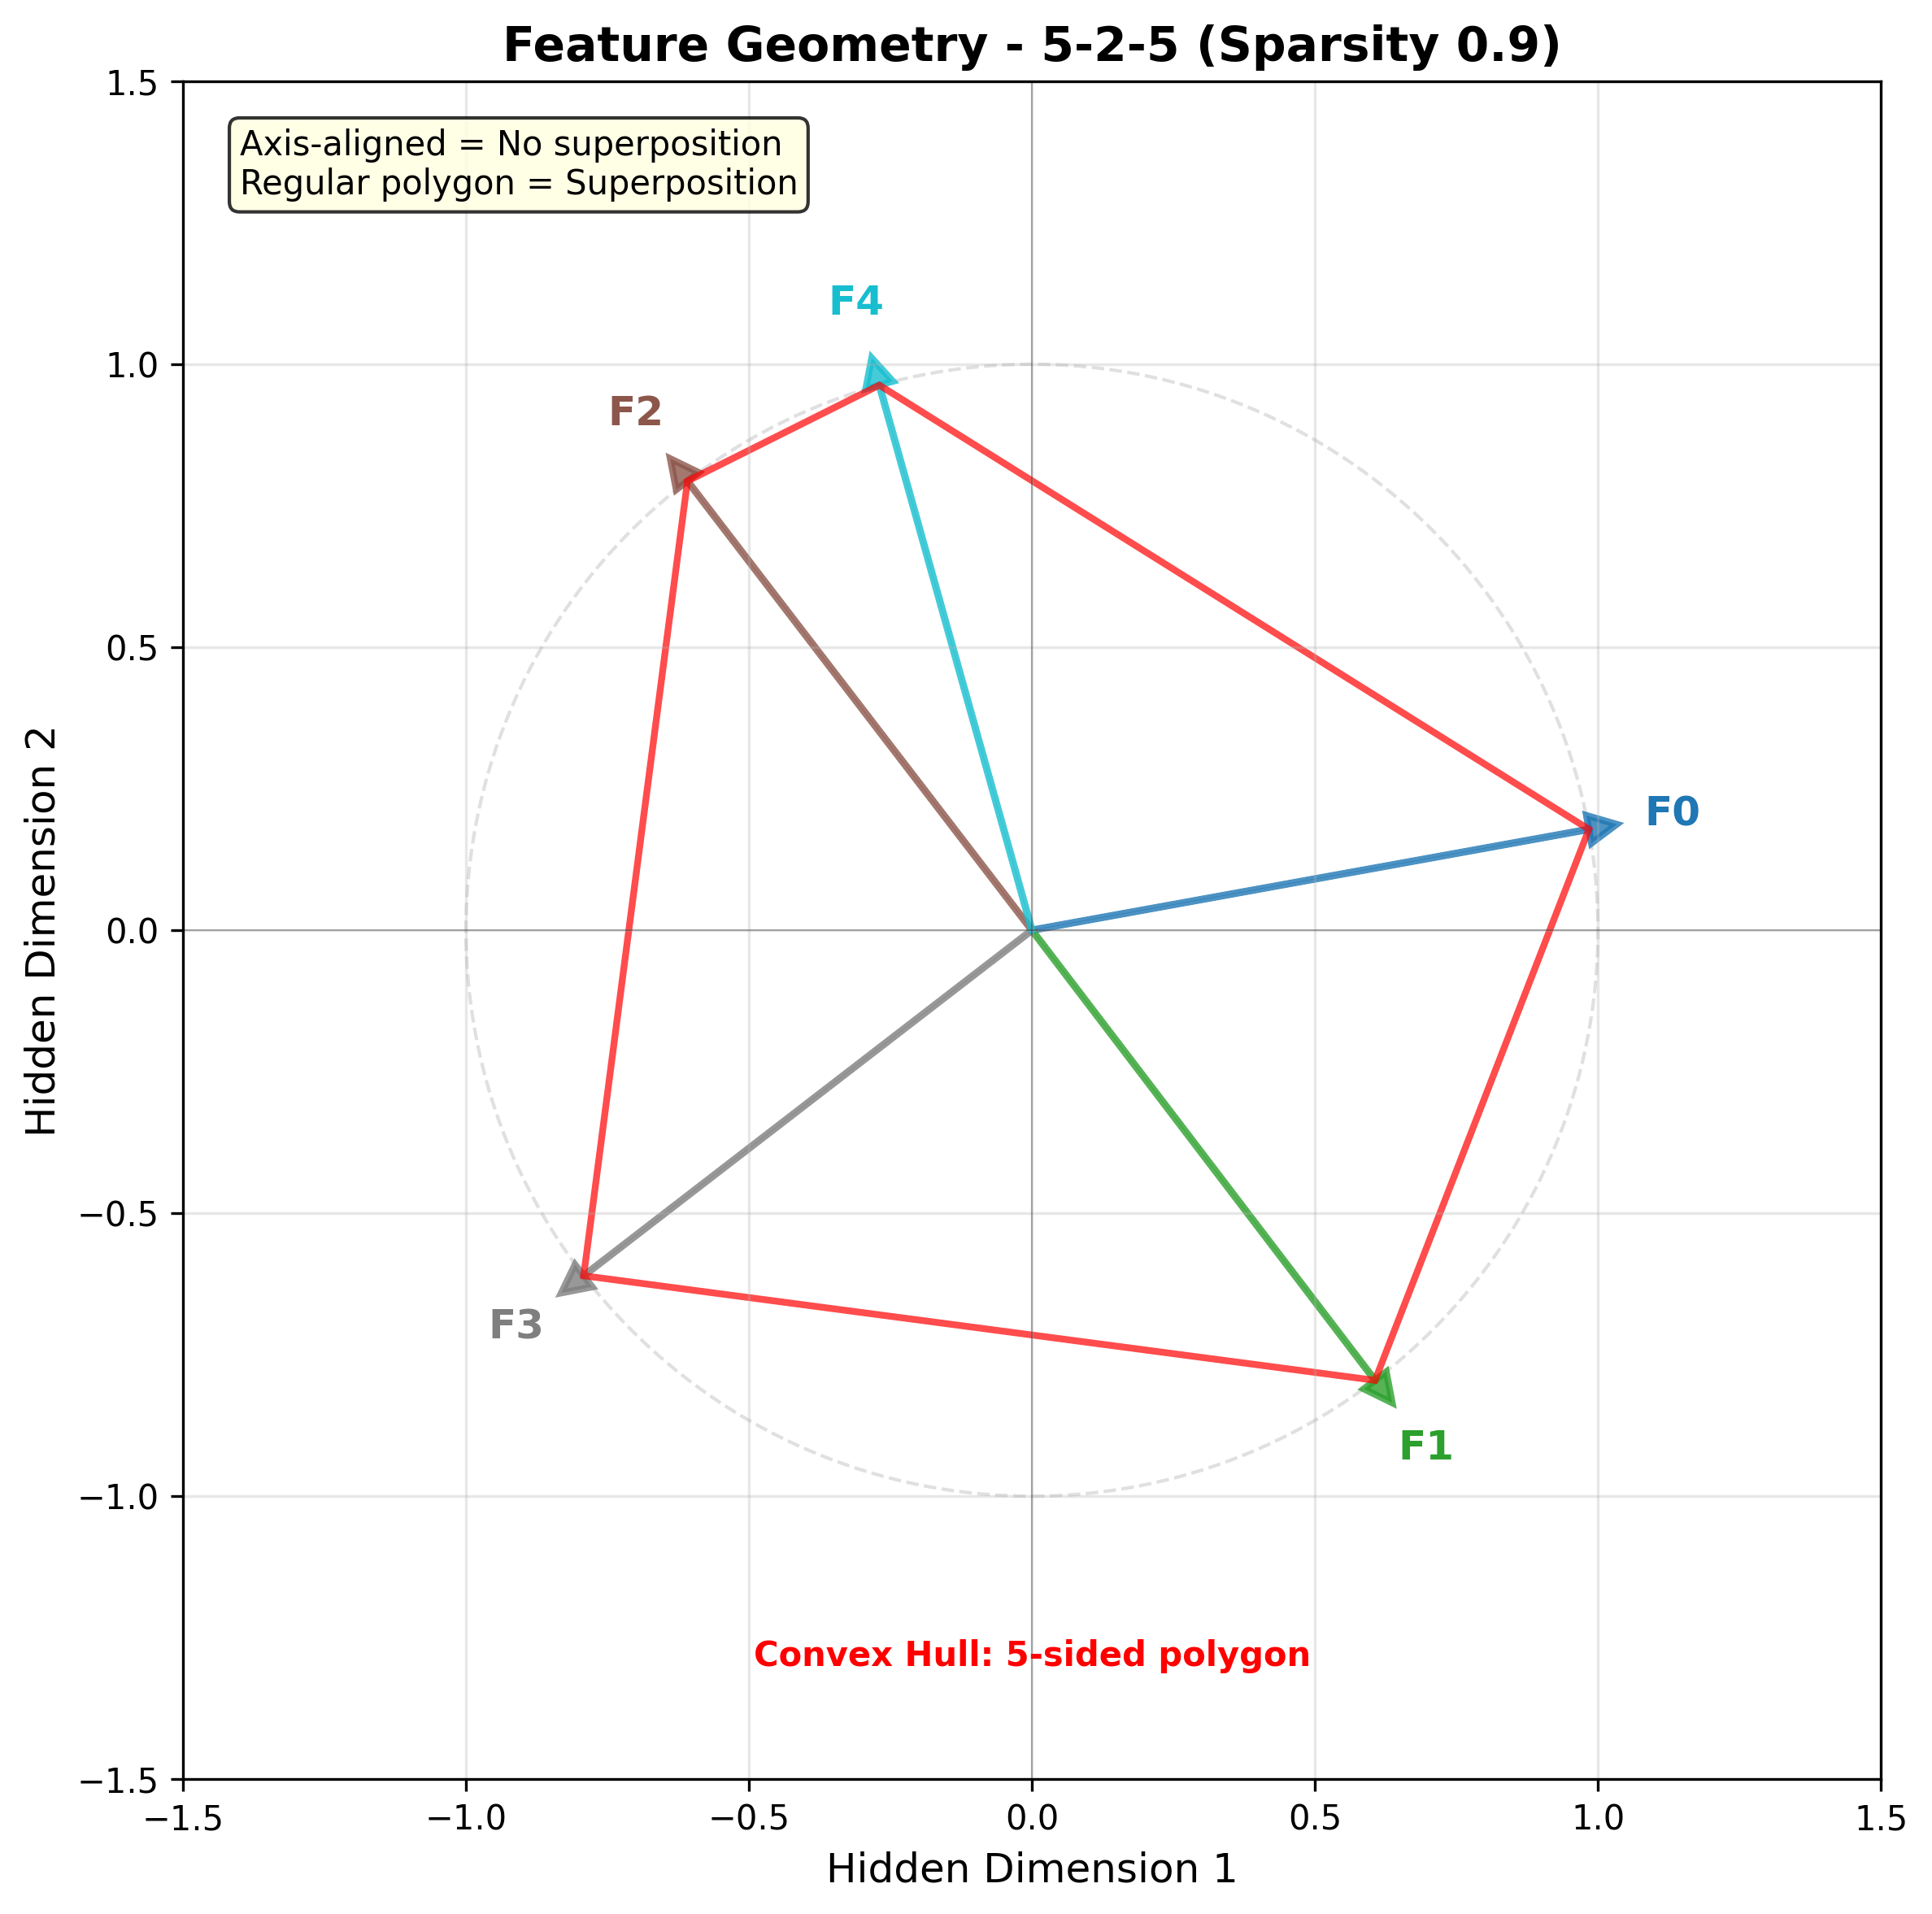 Feature Geometry - 5-2-5 (Sparsity 0.9)
1.5
Axis-aligned = No superposition
Regular polygon = Superposition
F4
1.0
F2
0.5
F0
Hidden Dimension 2
0.0
−0.5
F3
F1
−1.0
Convex Hull: 5-sided polygon
−1.5
−1.5 −1.0 −0.5 0.0 0.5 1.0 1.5
Hidden Dimension 1